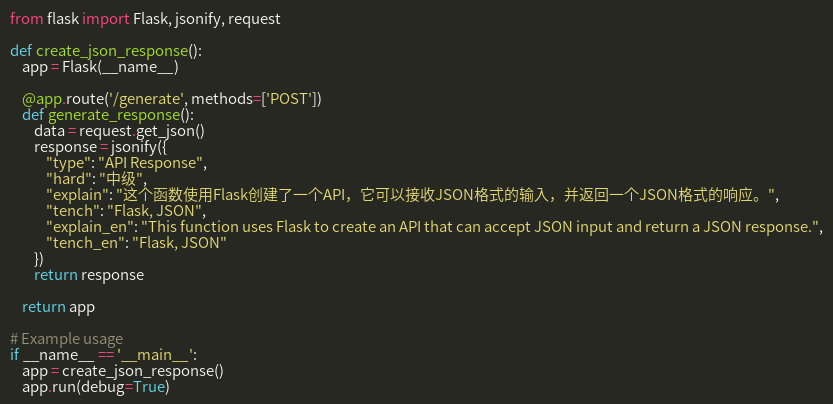 from flask import Flask, jsonify, request

def create_json_response():
    app = Flask(__name__)

    @app.route('/generate', methods=['POST'])
    def generate_response():
        data = request.get_json()
        response = jsonify({
            "type": "API Response",
            "hard": "中级",
            "explain": "这个函数使用Flask创建了一个API，它可以接收JSON格式的输入，并返回一个JSON格式的响应。",
            "tench": "Flask, JSON",
            "explain_en": "This function uses Flask to create an API that can accept JSON input and return a JSON response.",
            "tench_en": "Flask, JSON"
        })
        return response

    return app

# Example usage
if __name__ == '__main__':
    app = create_json_response()
    app.run(debug=True)